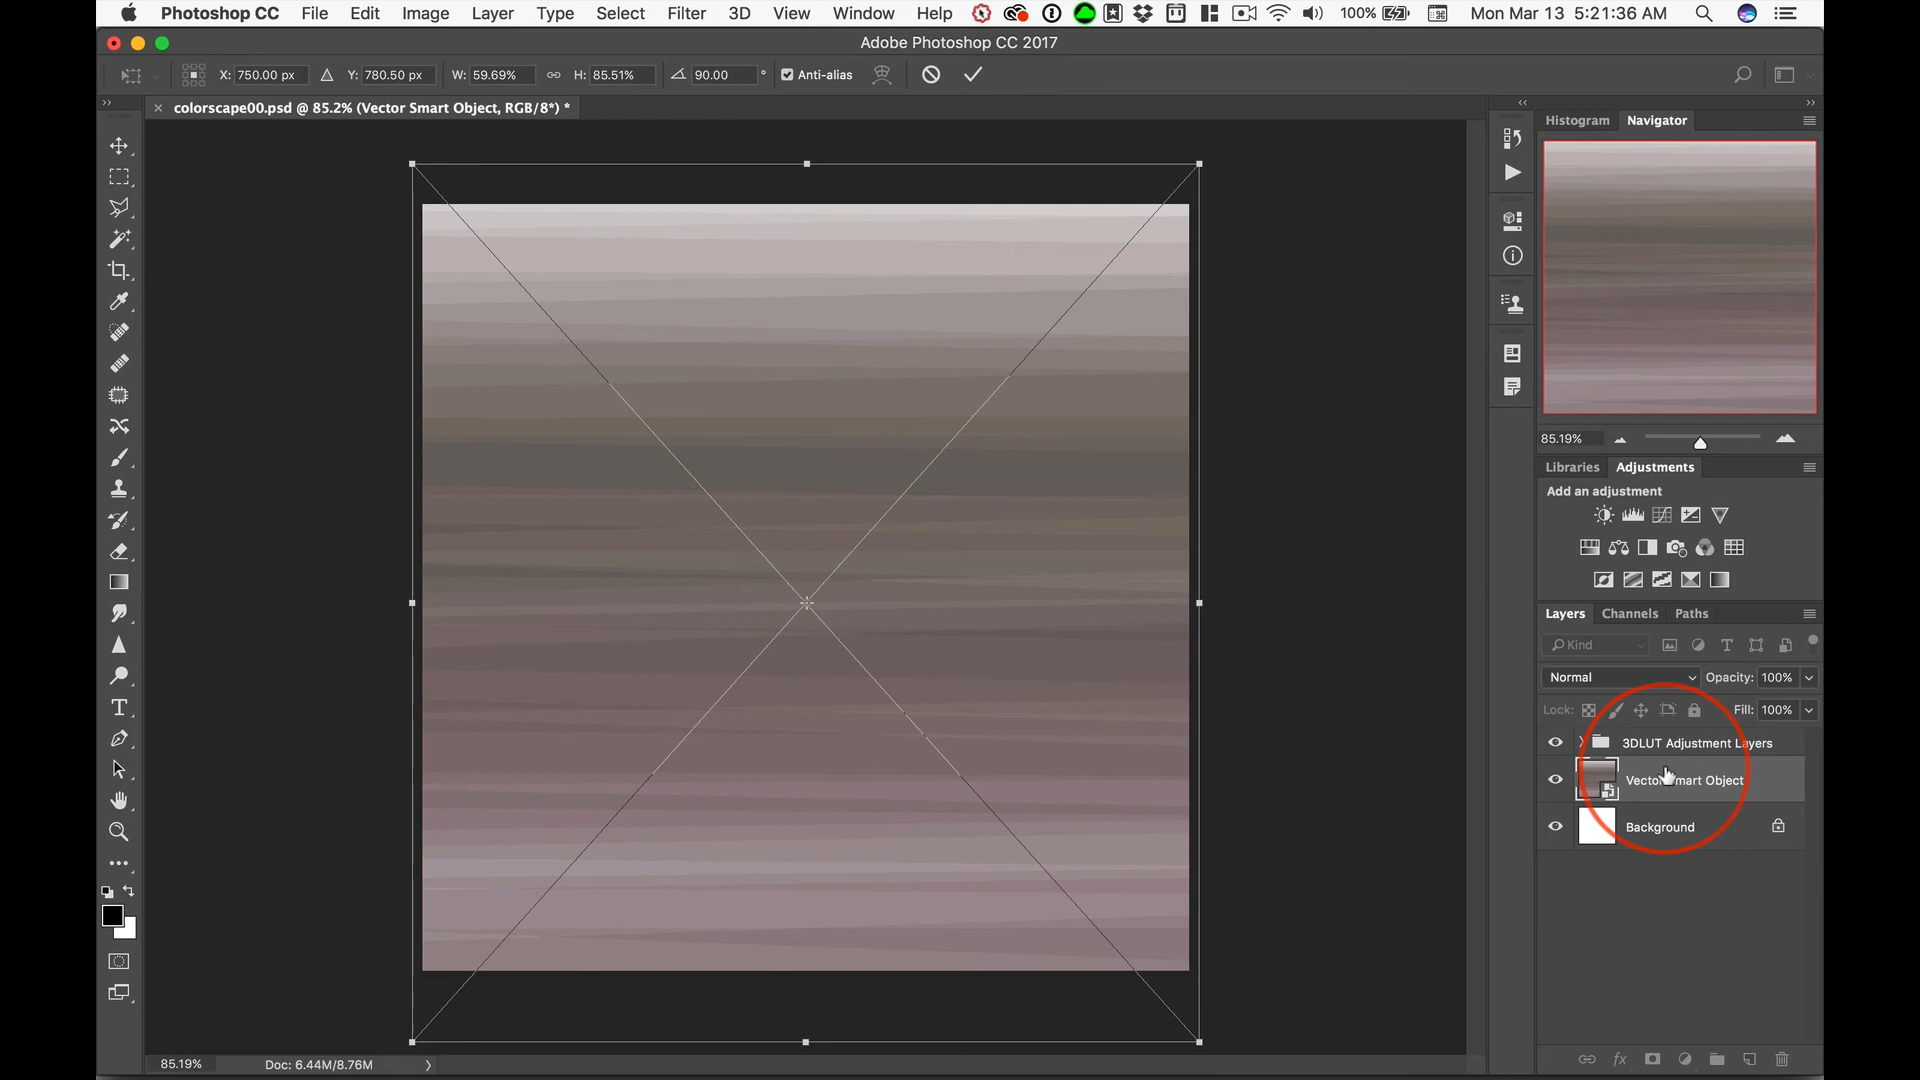 Photoshop CC File Edit Image Layer Type Select Filter 3D View Window Help 100% Mon Mar 13 5:21:36 AM
Adobe Photoshop CC 2017
X: 750.00 px Y: 780.50 px W: 59.69% H: 85.51% 90.00 ° Anti-alias
colorscape00.psd @ 85.2% (Vector Smart Object, RGB/8*) *
Histogram Navigator
85.19%
Libraries Adjustments
Add an adjustment
Layers Channels Paths
Kind
Normal Opacity: 100%
Lock: Fill: 100%
3DLUT Adjustment Layers
Vector Smart Object
Background
85.19% Doc: 6.44M/8.76M